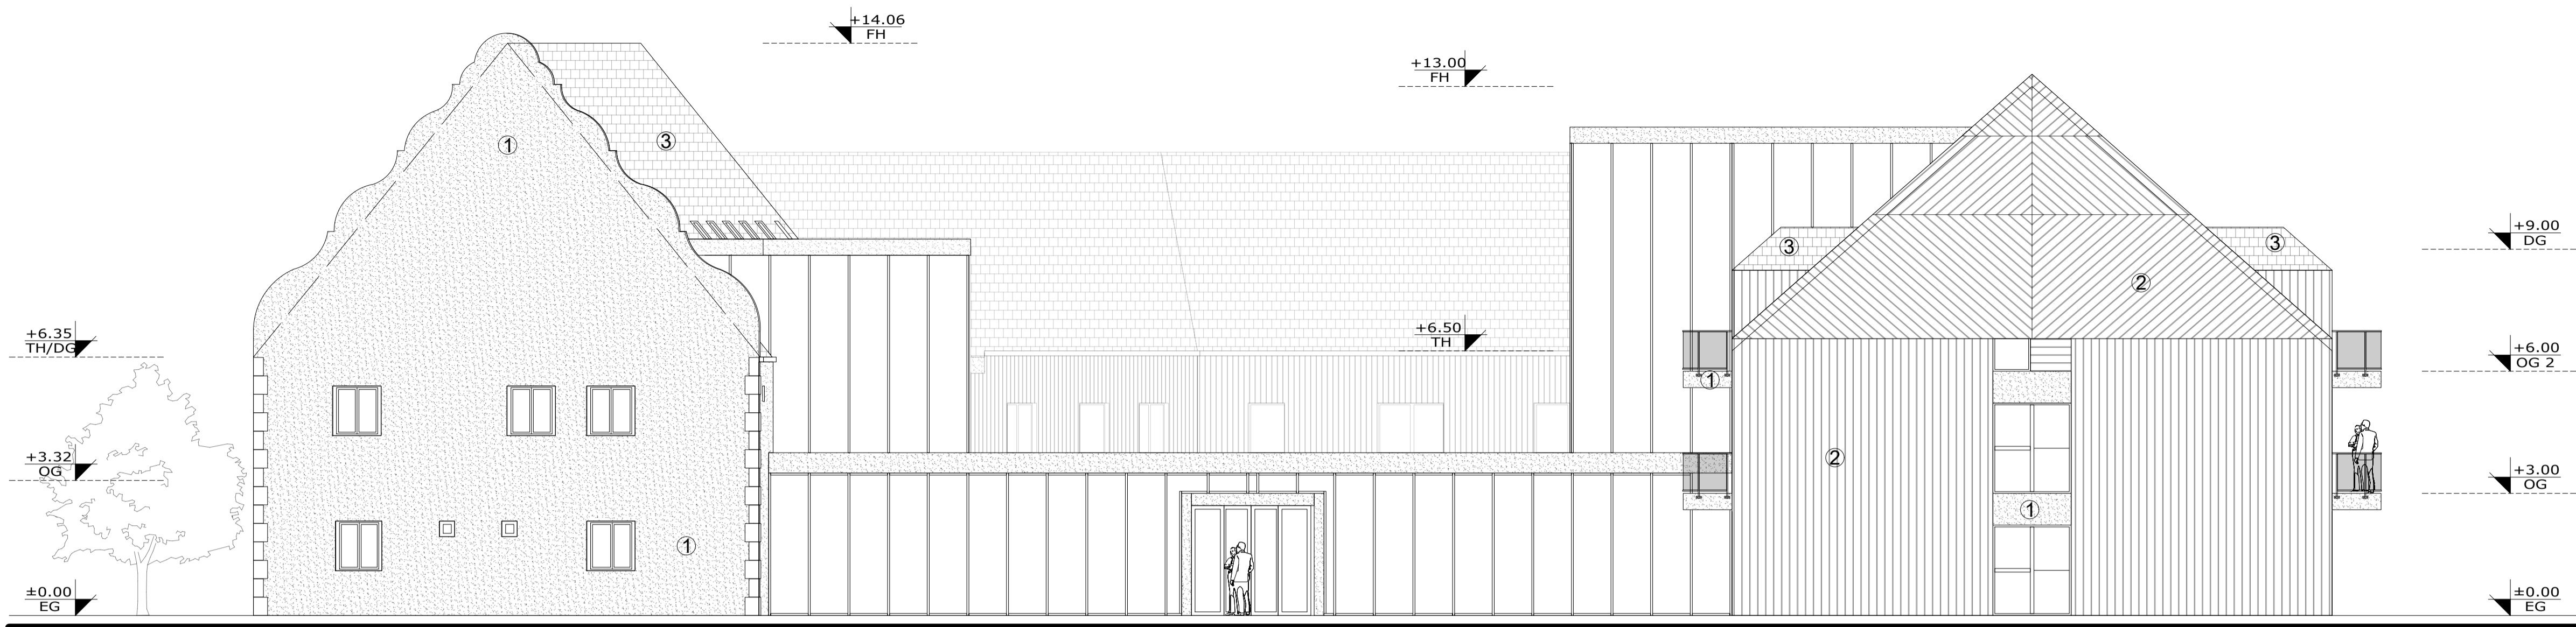 +14.06
FH
+13.00
FH
①
③
+9.00
DG
③
③
②
+6.35
TH/DG
+6.50
TH
+6.00
OG 2
①
+3.32
OG
②
+3.00
OG
①
①
±0.00
EG
±0.00
EG